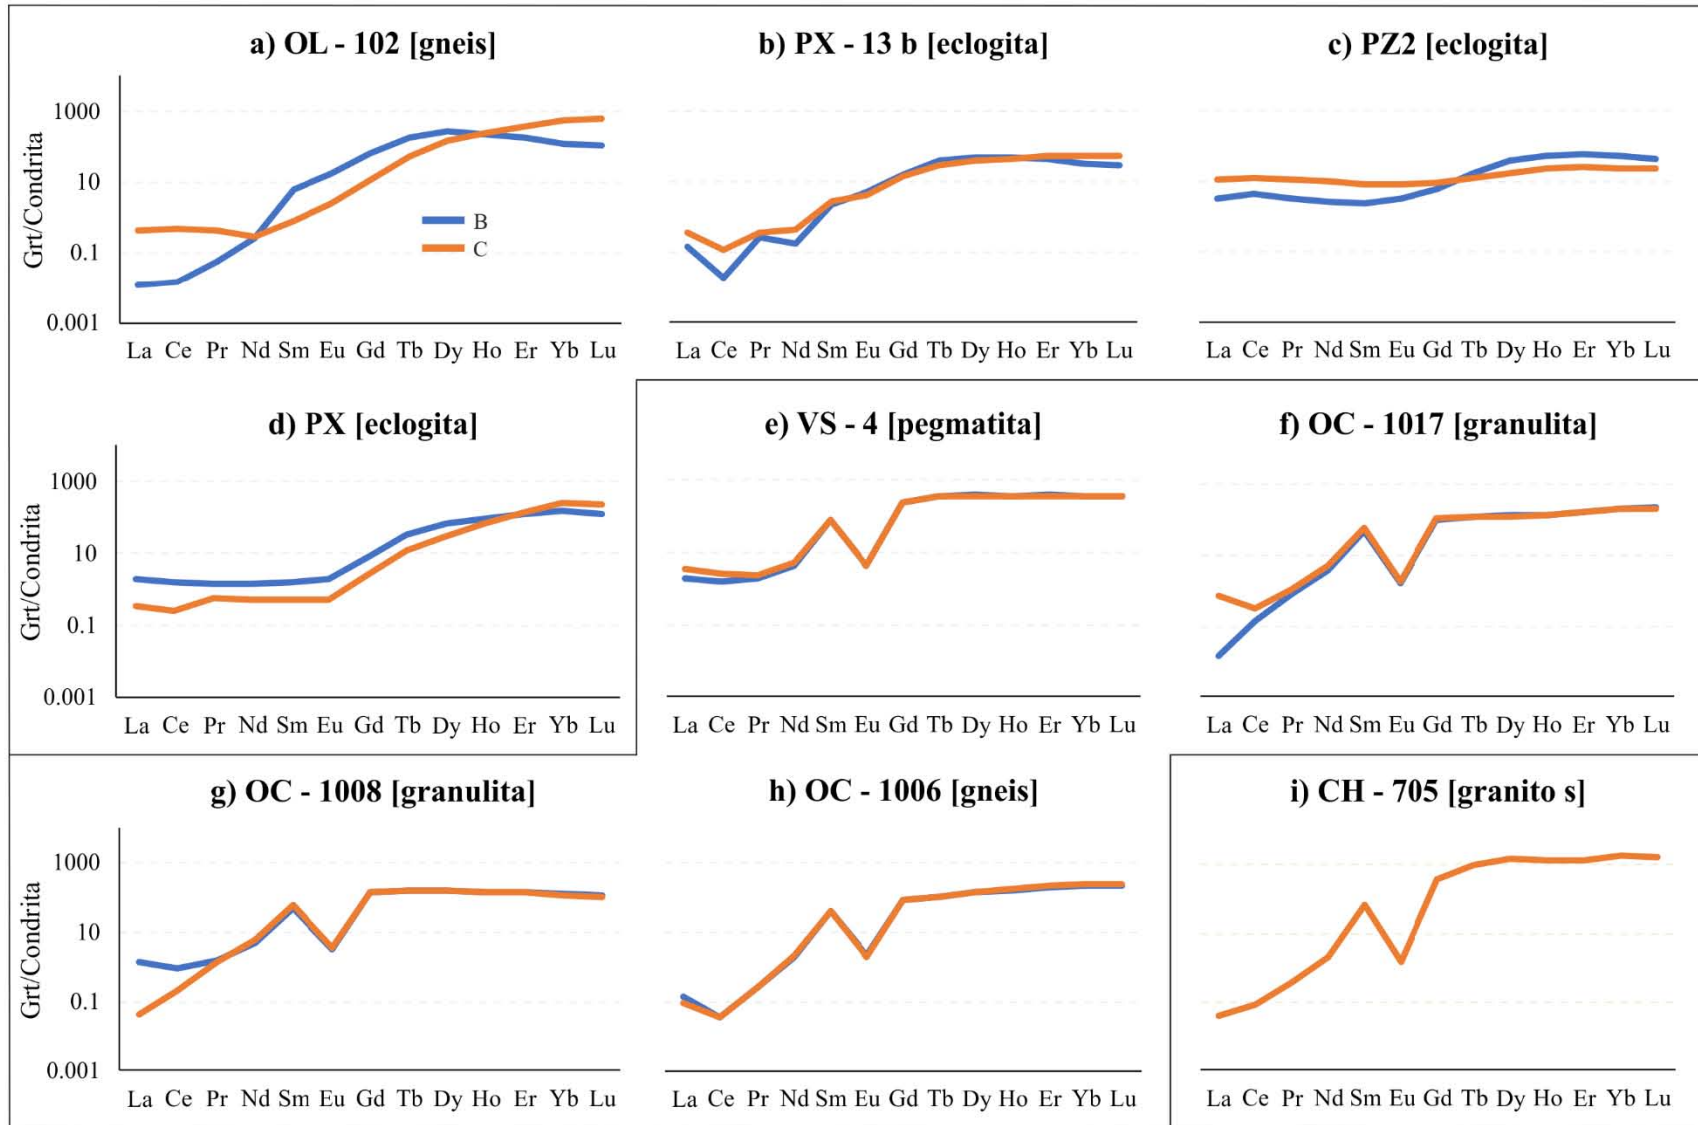 a) OL - 102 [gneis]
b) PX - 13 b [eclogita]
c) PZ2 [eclogita]
Grt/Condrita
1000
10
0.1
0.001
B
C
La Ce Pr Nd Sm Eu Gd Tb Dy Ho Er Yb Lu
La Ce Pr Nd Sm Eu Gd Tb Dy Ho Er Yb Lu
La Ce Pr Nd Sm Eu Gd Tb Dy Ho Er Yb Lu
d) PX [eclogita]
e) VS - 4 [pegmatita]
f) OC - 1017 [granulita]
Grt/Condrita
1000
10
0.1
0.001
La Ce Pr Nd Sm Eu Gd Tb Dy Ho Er Yb Lu
La Ce Pr Nd Sm Eu Gd Tb Dy Ho Er Yb Lu
La Ce Pr Nd Sm Eu Gd Tb Dy Ho Er Yb Lu
g) OC - 1008 [granulita]
h) OC - 1006 [gneis]
i) CH - 705 [granito s]
Grt/Condrita
1000
10
0.1
0.001
La Ce Pr Nd Sm Eu Gd Tb Dy Ho Er Yb Lu
La Ce Pr Nd Sm Eu Gd Tb Dy Ho Er Yb Lu
La Ce Pr Nd Sm Eu Gd Tb Dy Ho Er Yb Lu